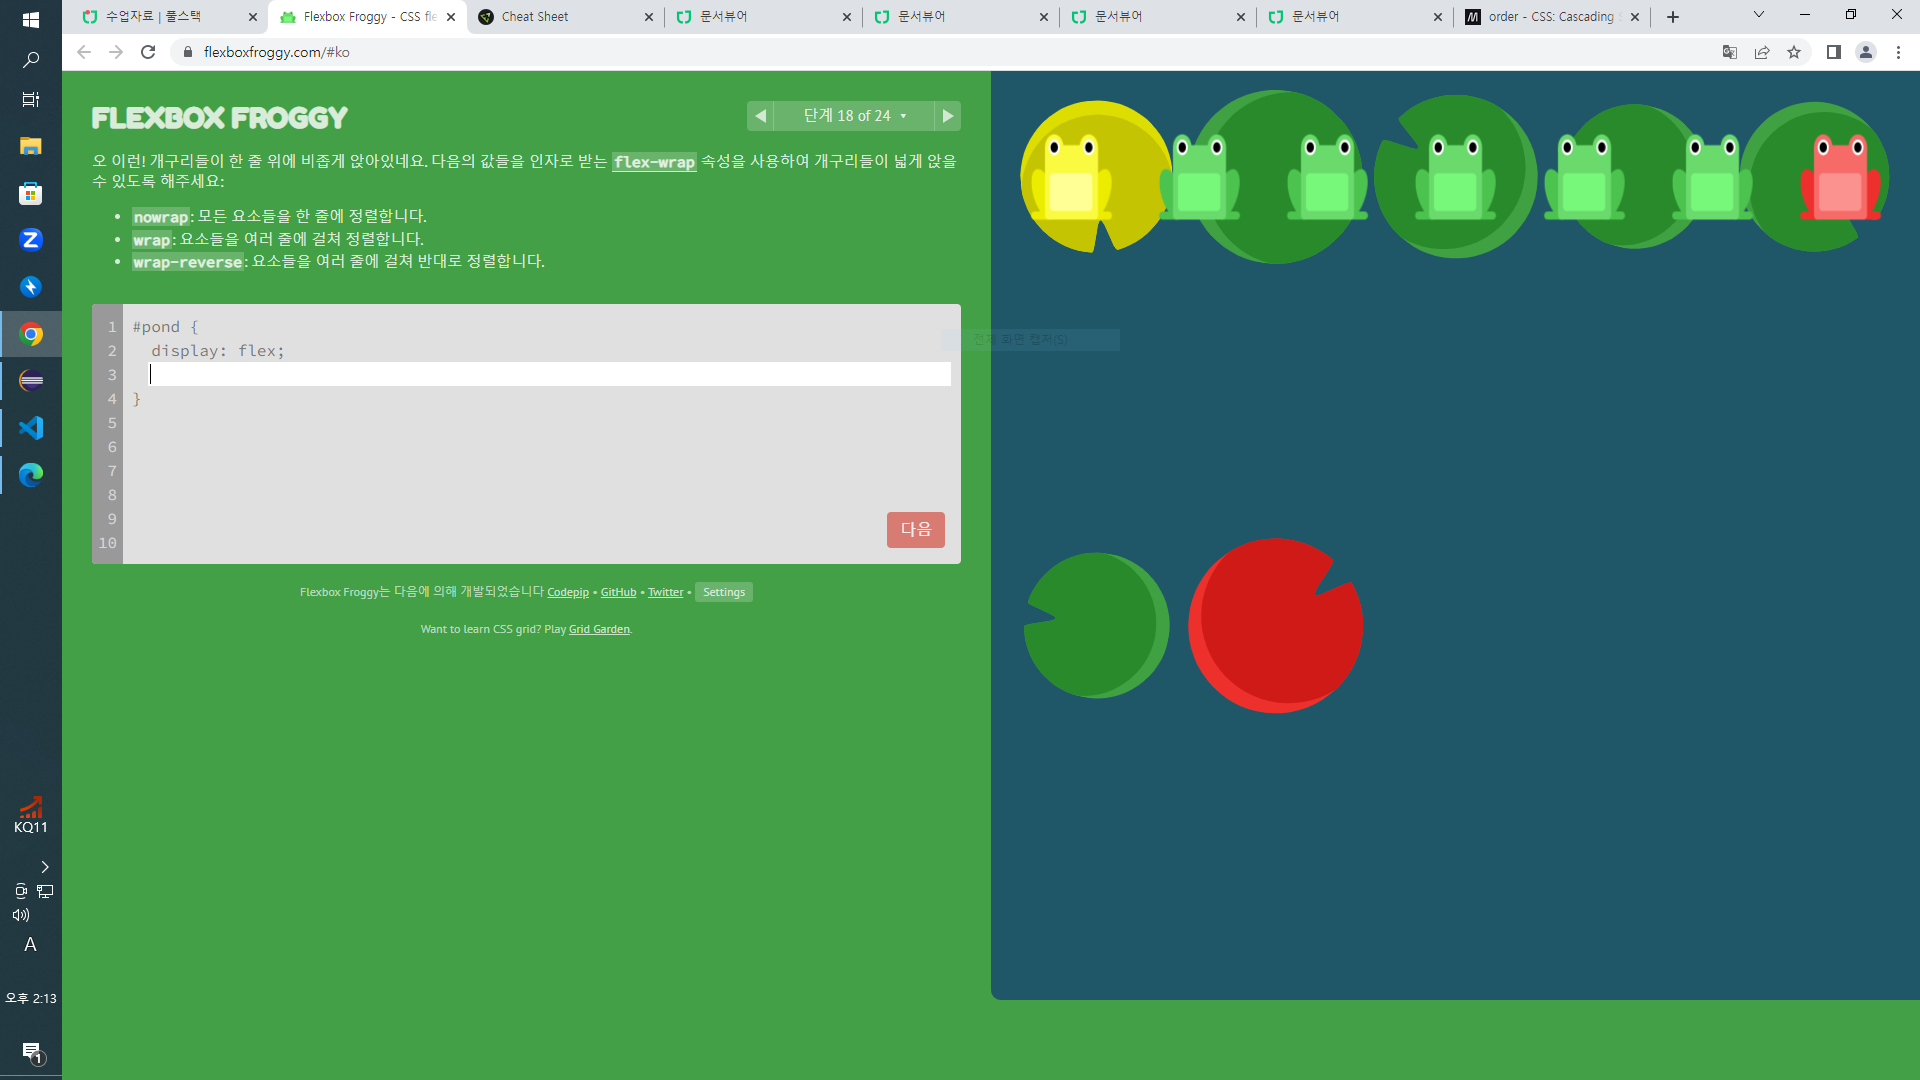 수업자료 | 풀스택
Flexbox Froggy - CSS fle
Cheat Sheet
문서뷰어
문서뷰어
문서뷰어
문서뷰어
order - CSS: Cascading S
flexboxfroggy.com/#ko
FLEXBOX FROGGY
단계 18 of 24
오 이런! 개구리들이 한 줄 위에 비좁게 앉아있네요. 다음의 값들을 인자로 받는 flex-wrap 속성을 사용하여 개구리들이 넓게 앉을
수 있도록 해주세요:
• nowrap: 모든 요소들을 한 줄에 정렬합니다.
• wrap: 요소들을 여러 줄에 걸쳐 정렬합니다.
• wrap-reverse: 요소들을 여러 줄에 걸쳐 반대로 정렬합니다.
전체 화면 캡처(S)
1 #pond {
2 display: flex;
3
4 }
5
6
7
8
9
10
다음
Flexbox Froggy는 다음에 의해 개발되었습니다 Codepip • GitHub • Twitter • Settings
Want to learn CSS grid? Play Grid Garden.
KQ11
A
오후 2:13
1